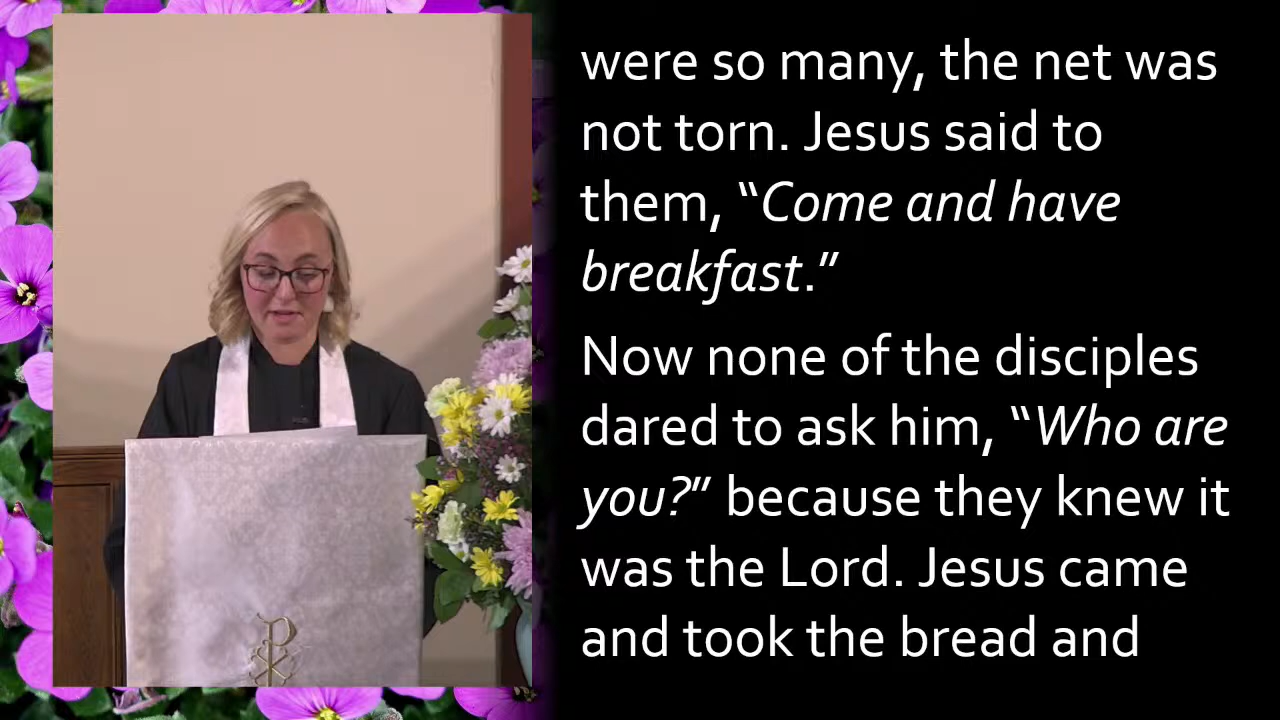 were so many, the net was
not torn. Jesus said to
them, “Come and have
breakfast.”
Now none of the disciples
dared to ask him, “Who are
you?” because they knew it
was the Lord. Jesus came
and took the bread and